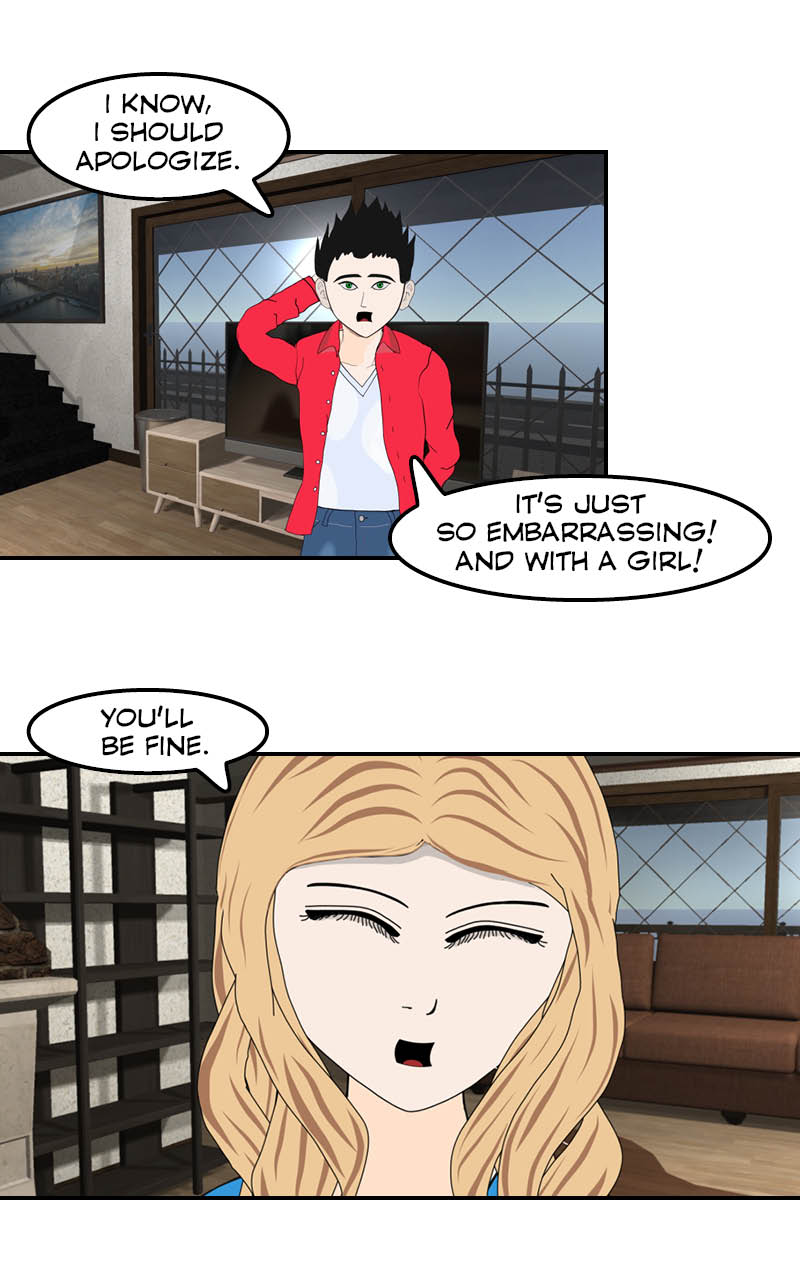 I KNOW,
I SHOULD
APOLOGIZE.
IT'S JUST
SO EMBARRASSING!
AND WITH A GIRL!
YOU'LL
BE FINE.